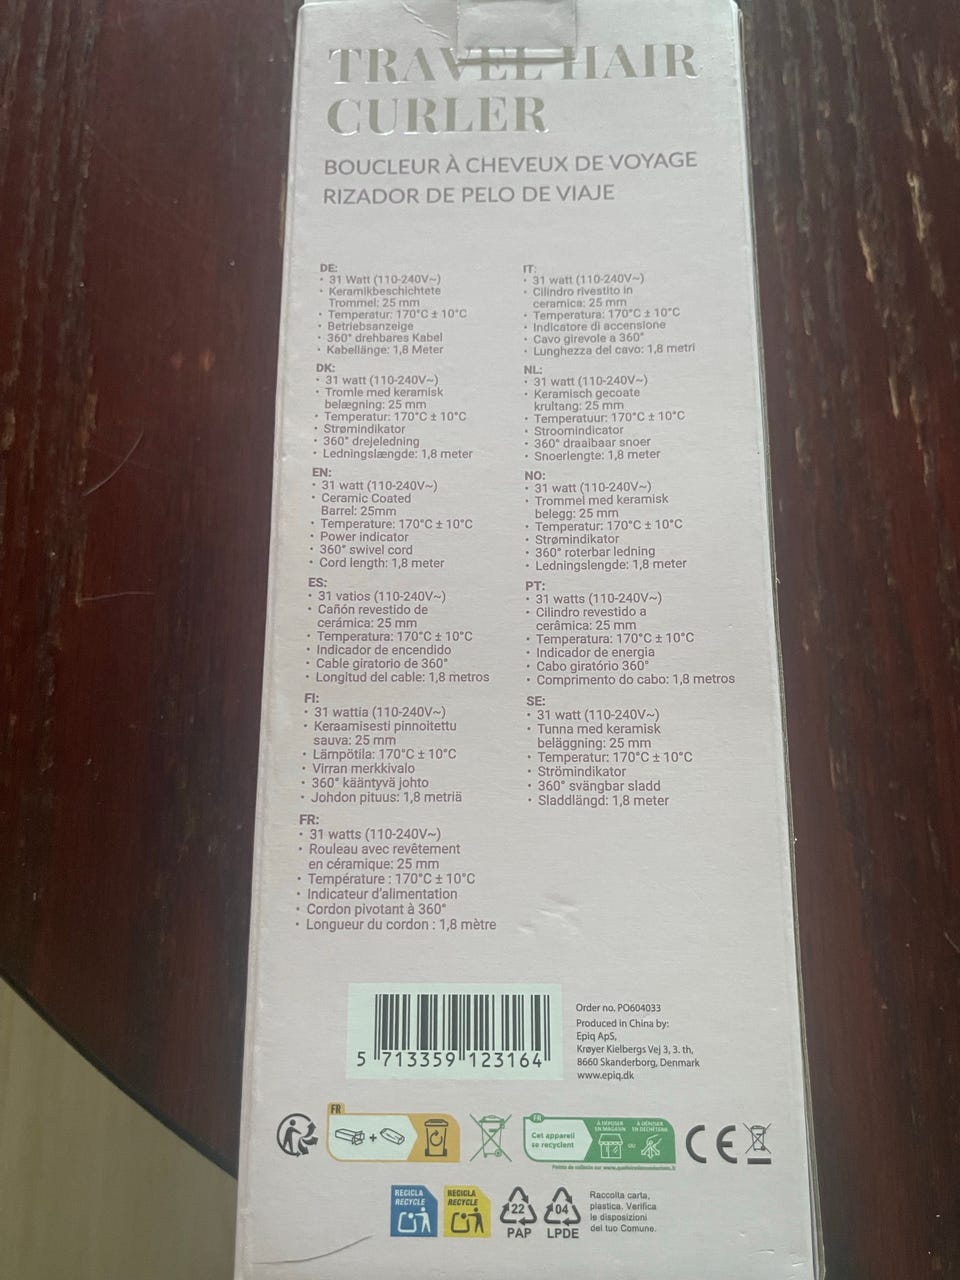 TRAVEL HAIR
CURLER
BOUCLEUR À CHEVEUX DE VOYAGE
RIZADOR DE PELO DE VIAJE
DE:
• 31 Watt (110-240V~)
• Keramikbeschichtete
Trommel: 25 mm
• Temperatur: 170°C ± 10°C
• Betriebsanzeige
• 360° drehbares Kabel
• Kabellänge: 1,8 Meter
DK:
• 31 watt (110-240V~)
• Tromle med keramisk
belægning: 25 mm
• Temperatur: 170°C ± 10°C
• Strømindikator
• 360° drejeledning
• Ledningslængde: 1,8 meter
EN:
• 31 watt (110-240V~)
• Ceramic Coated
Barrel: 25mm
• Temperature: 170°C ± 10°C
• Power indicator
• 360° swivel cord
• Cord length: 1,8 meter
ES:
• 31 vatios (110-240V~)
• Cañón revestido de
cerámica: 25 mm
• Temperatura: 170°C ± 10°C
• Indicador de encendido
• Cable giratorio de 360°
• Longitud del cable: 1,8 metros
FI:
• 31 wattia (110-240V~)
• Keraamisesti pinnoitettu
sauva: 25 mm
• Lämpötila: 170°C ± 10°C
• Virran merkkivalo
• 360° kääntyvä johto
• Johdon pituus: 1,8 metriä
FR:
• 31 watts (110-240V~)
• Rouleau avec revêtement
en céramique: 25 mm
• Température : 170°C ± 10°C
• Indicateur d'alimentation
• Cordon pivotant à 360°
• Longueur du cordon : 1,8 mètre
IT:
• 31 watt (110-240V~)
• Cilindro rivestito in
ceramica: 25 mm
• Temperatura: 170°C ± 10°C
• Indicatore di accensione
• Cavo girevole a 360°
• Lunghezza del cavo: 1,8 metri
NL:
• 31 watt (110-240V~)
• Keramisch gecoate
krultang: 25 mm
• Temperatuur: 170°C ± 10°C
• Stroomindicator
• 360° draaibaar snoer
• Snoerlengte: 1,8 meter
NO:
• 31 watt (110-240V~)
• Trommel med keramisk
belegg: 25 mm
• Temperatur: 170°C ± 10°C
• Strømindikator
• 360° roterbar ledning
• Ledningslengde: 1,8 meter
PT:
• 31 watts (110-240V~)
• Cilindro revestido a
cerâmica: 25 mm
• Temperatura: 170°C ± 10°C
• Indicador de energia
• Cabo giratório 360°
• Comprimento do cabo: 1,8 metros
SE:
• 31 watt (110-240V~)
• Tunna med keramisk
beläggning: 25 mm
• Temperatur: 170°C ± 10°C
• Strömindikator
• 360° svängbar sladd
• Sladdlängd: 1,8 meter
5 713359 123164
Order no. PO604033
Produced in China by:
Epiq ApS,
Krøyer Kielbergs Vej 3, 3. th,
8660 Skanderborg, Denmark
www.epiq.dk
FR
+
FR
Cet appareil
se recycle
À DÉPOSER
EN MAGASIN
OU
À DÉPOSER
EN DÉCHÈTERIE
Points de collecte sur www.quefairedemesdechets.fr
CE
RECICLA
RECYCLE
RECICLA
RECYCLE
22
PAP
04
LPDE
Raccolta carta,
plastica. Verifica
le disposizioni
del tuo Comune.